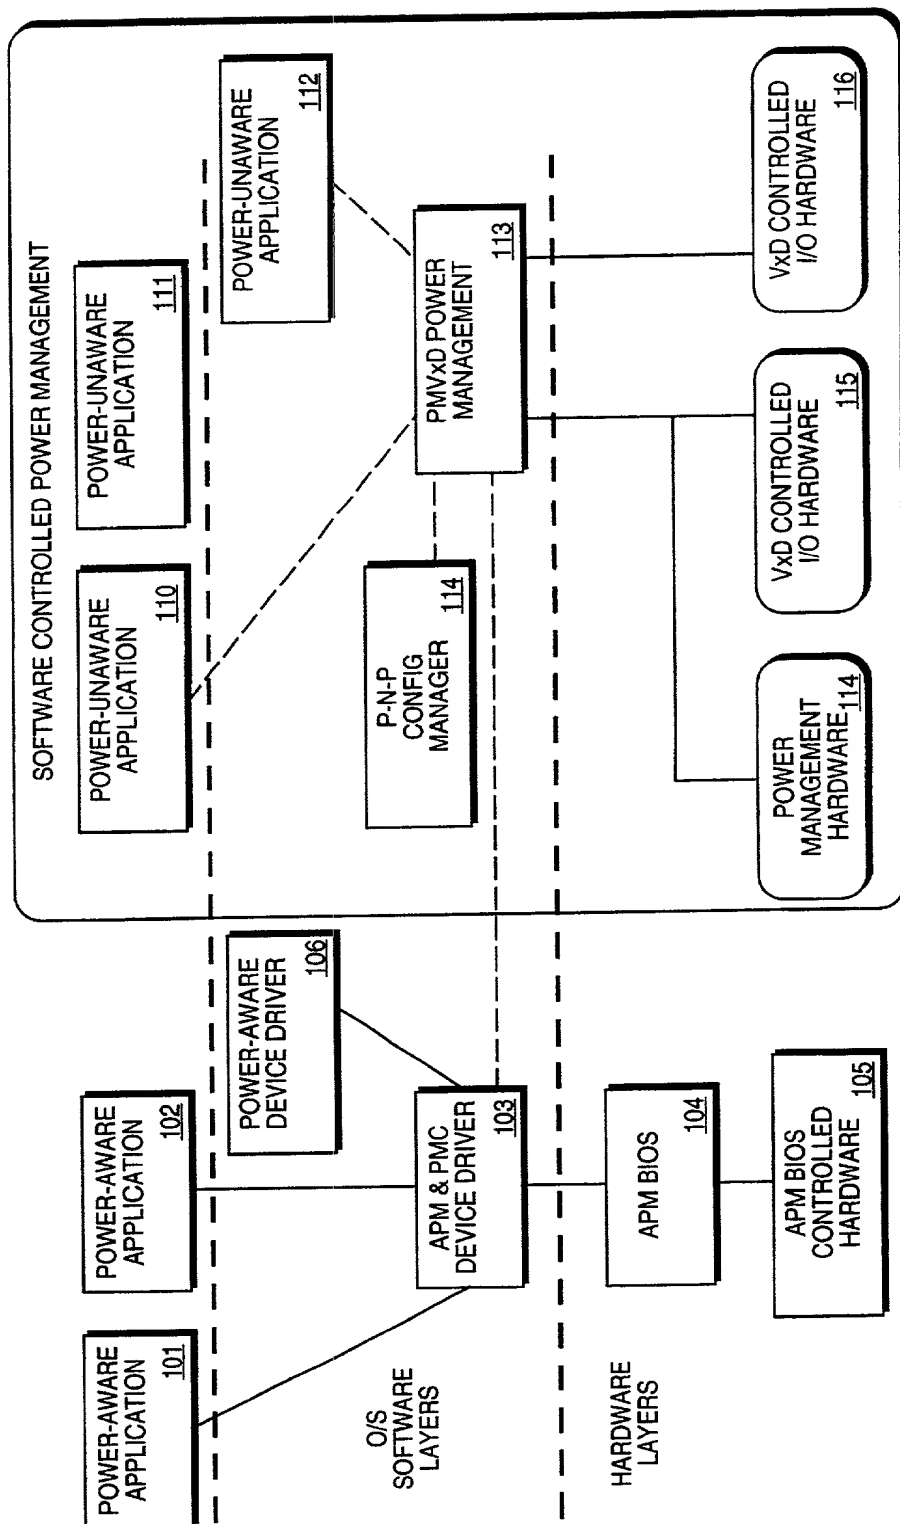 SOFTWARE CONTROLLED POWER MANAGEMENT
POWER-AWARE
APPLICATION
101
POWER-AWARE
APPLICATION
102
POWER-UNAWARE
APPLICATION
110
POWER-UNAWARE
APPLICATION
111
POWER-AWARE
DEVICE DRIVER
106
POWER-UNAWARE
APPLICATION
112
O/S
SOFTWARE
LAYERS
APM & PMC
DEVICE DRIVER
103
P-N-P
CONFIG
MANAGER
114
PMVxD POWER
MANAGEMENT
113
HARDWARE
LAYERS
APM BIOS
104
APM BIOS
CONTROLLED
HARDWARE
105
POWER
MANAGEMENT
HARDWARE
114
VxD CONTROLLED
I/O HARDWARE
115
VxD CONTROLLED
I/O HARDWARE
116